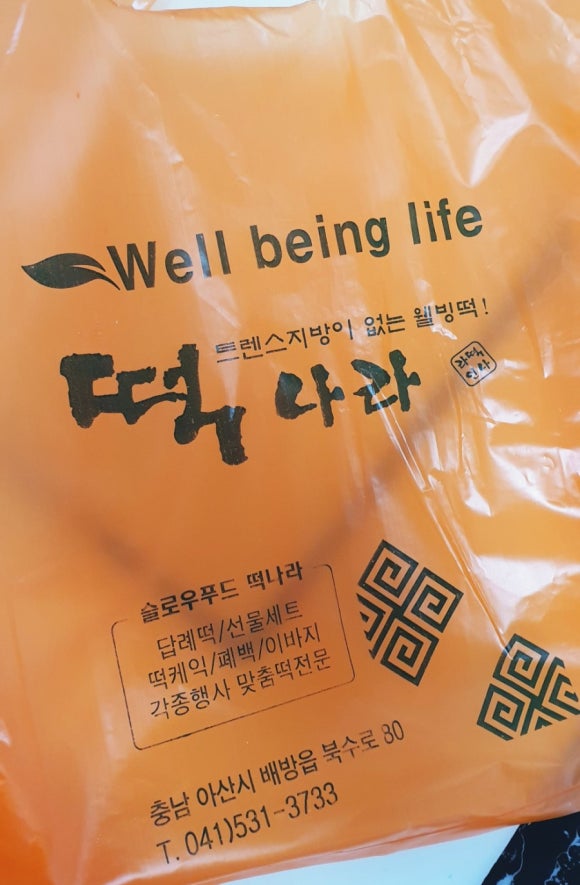 Well being life
트렌스지방이 없는 웰빙떡!
떡나라
슬로우푸드 떡나라
답례떡/선물세트
떡케익/폐백/이바지
각종행사 맞춤떡전문
충남 아산시 배방읍 북수로 80
T. 041)531-3733